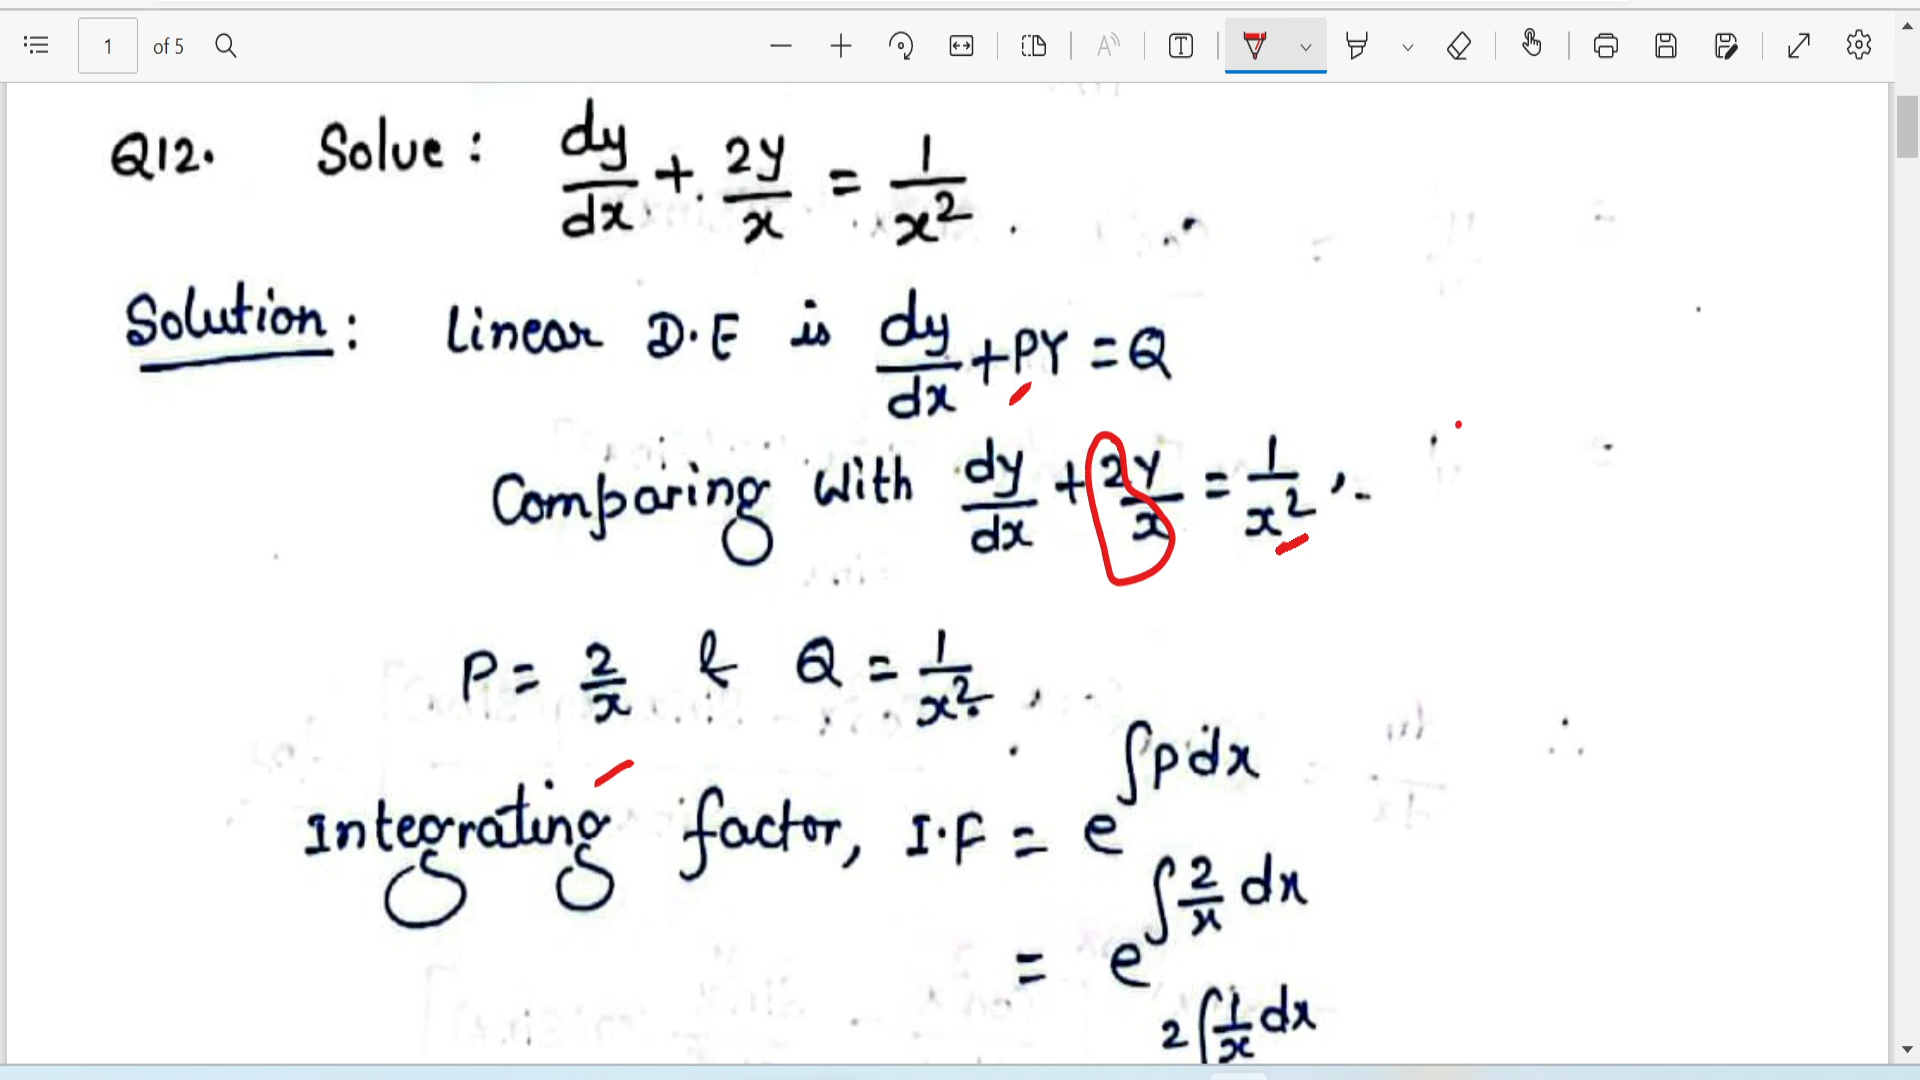 1 of 5
Q12. Solve: dy/dx + 2y/x = 1/x²
Solution: Linear D.E is dy/dx + PY = Q
Comparing with dy/dx + 2Y/x = 1/x²,
P = 2/x & Q = 1/x².
Integrating factor, I.F = e^∫Pdx
= e^∫2/x dx
2∫1/x dx